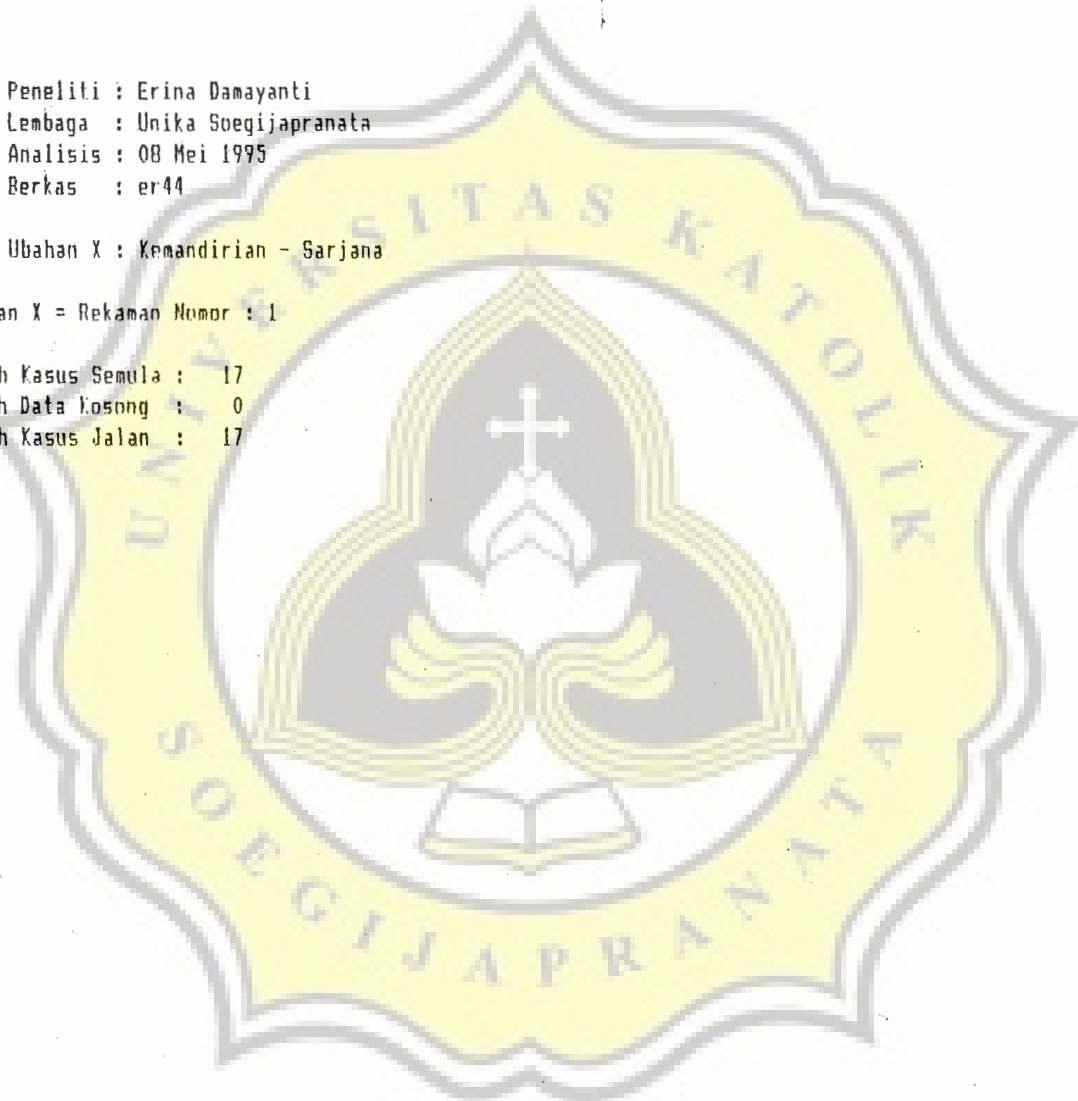 Peneliti : Erina Damayanti
Lembaga : Unika Soegijapranata
Analisis : 08 Mei 1995
Berkas : er44
Ubahan X : Kemandirian - Sarjana
an X = Rekaman Nomor : 1
h Kasus Semula : 17
h Data Kosong : 0
h Kasus Jalan : 17
UNIVERSITAS KATOLIK
SOEGIJAPRANATA